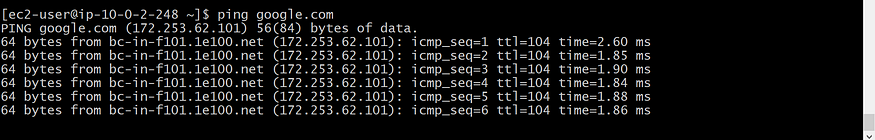 [ec2-user@ip-10-0-2-248 ~]$ ping google.com
PING google.com (172.253.62.101) 56(84) bytes of data.
64 bytes from bc-in-f101.1e100.net (172.253.62.101): icmp_seq=1 ttl=104 time=2.60 ms
64 bytes from bc-in-f101.1e100.net (172.253.62.101): icmp_seq=2 ttl=104 time=1.85 ms
64 bytes from bc-in-f101.1e100.net (172.253.62.101): icmp_seq=3 ttl=104 time=1.90 ms
64 bytes from bc-in-f101.1e100.net (172.253.62.101): icmp_seq=4 ttl=104 time=1.84 ms
64 bytes from bc-in-f101.1e100.net (172.253.62.101): icmp_seq=5 ttl=104 time=1.88 ms
64 bytes from bc-in-f101.1e100.net (172.253.62.101): icmp_seq=6 ttl=104 time=1.86 ms